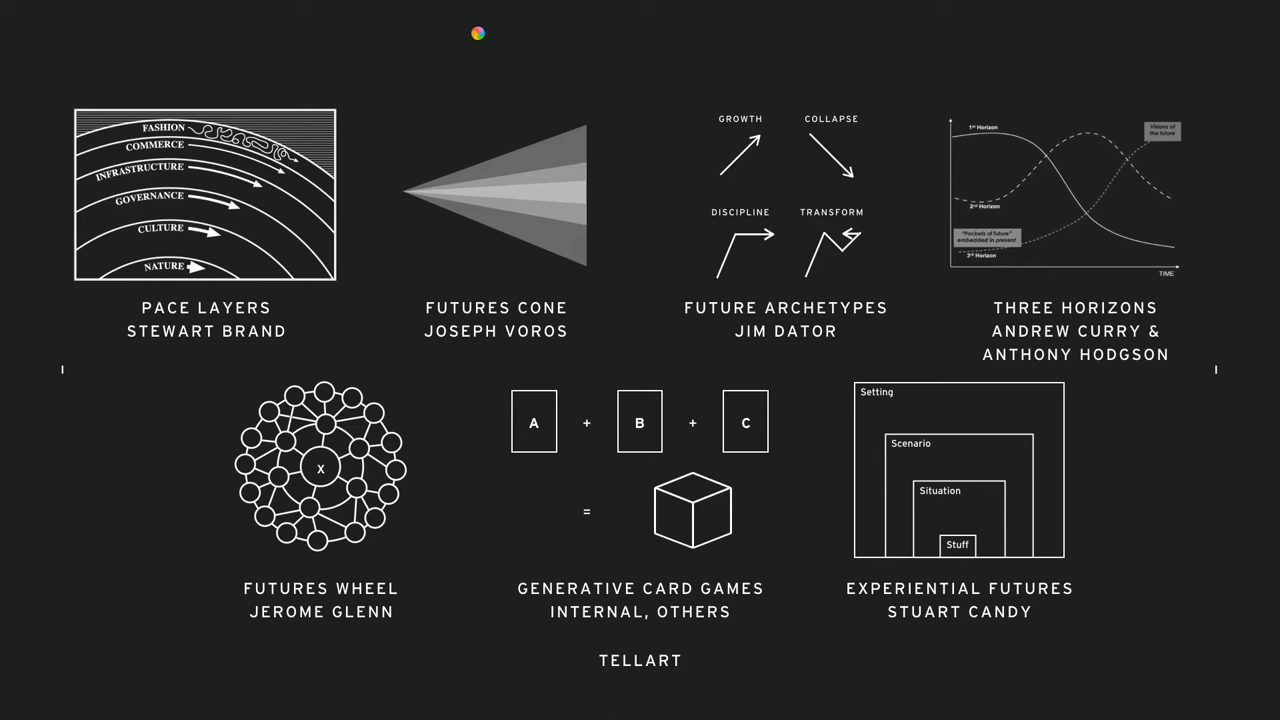 FASHION
COMMERCE
INFRASTRUCTURE
GOVERNANCE
CULTURE
NATURE
PACE LAYERS
STEWART BRAND
FUTURES CONE
JOSEPH VOROS
GROWTH
COLLAPSE
DISCIPLINE
TRANSFORM
FUTURE ARCHETYPES
JIM DATOR
1st Horizon
Visions of
the future
2nd Horizon
"Pockets of future"
embedded in present
3rd Horizon
TIME
THREE HORIZONS
ANDREW CURRY &
ANTHONY HODGSON
X
FUTURES WHEEL
JEROME GLENN
A + B + C
=
GENERATIVE CARD GAMES
INTERNAL, OTHERS
Setting
Scenario
Situation
Stuff
EXPERIENTIAL FUTURES
STUART CANDY
TELLART